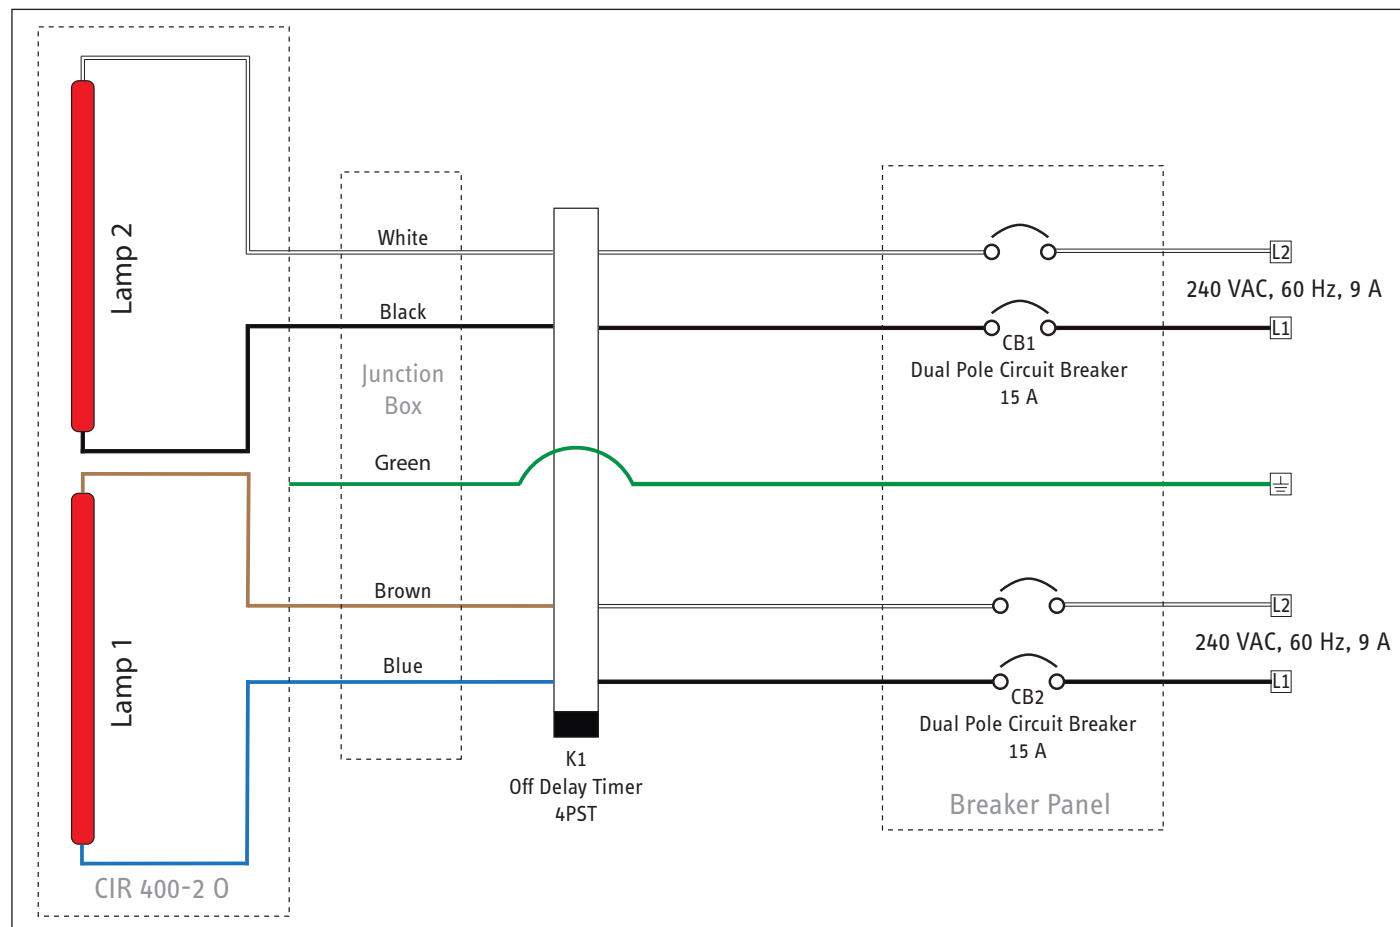 Lamp 2
White
L2
240 VAC, 60 Hz, 9 A
Black
L1
CB1
Dual Pole Circuit Breaker
15 A
Junction
Box
Green
Brown
L2
240 VAC, 60 Hz, 9 A
Lamp 1
Blue
L1
CB2
Dual Pole Circuit Breaker
15 A
K1
Off Delay Timer
4PST
Breaker Panel
CIR 400-2 O